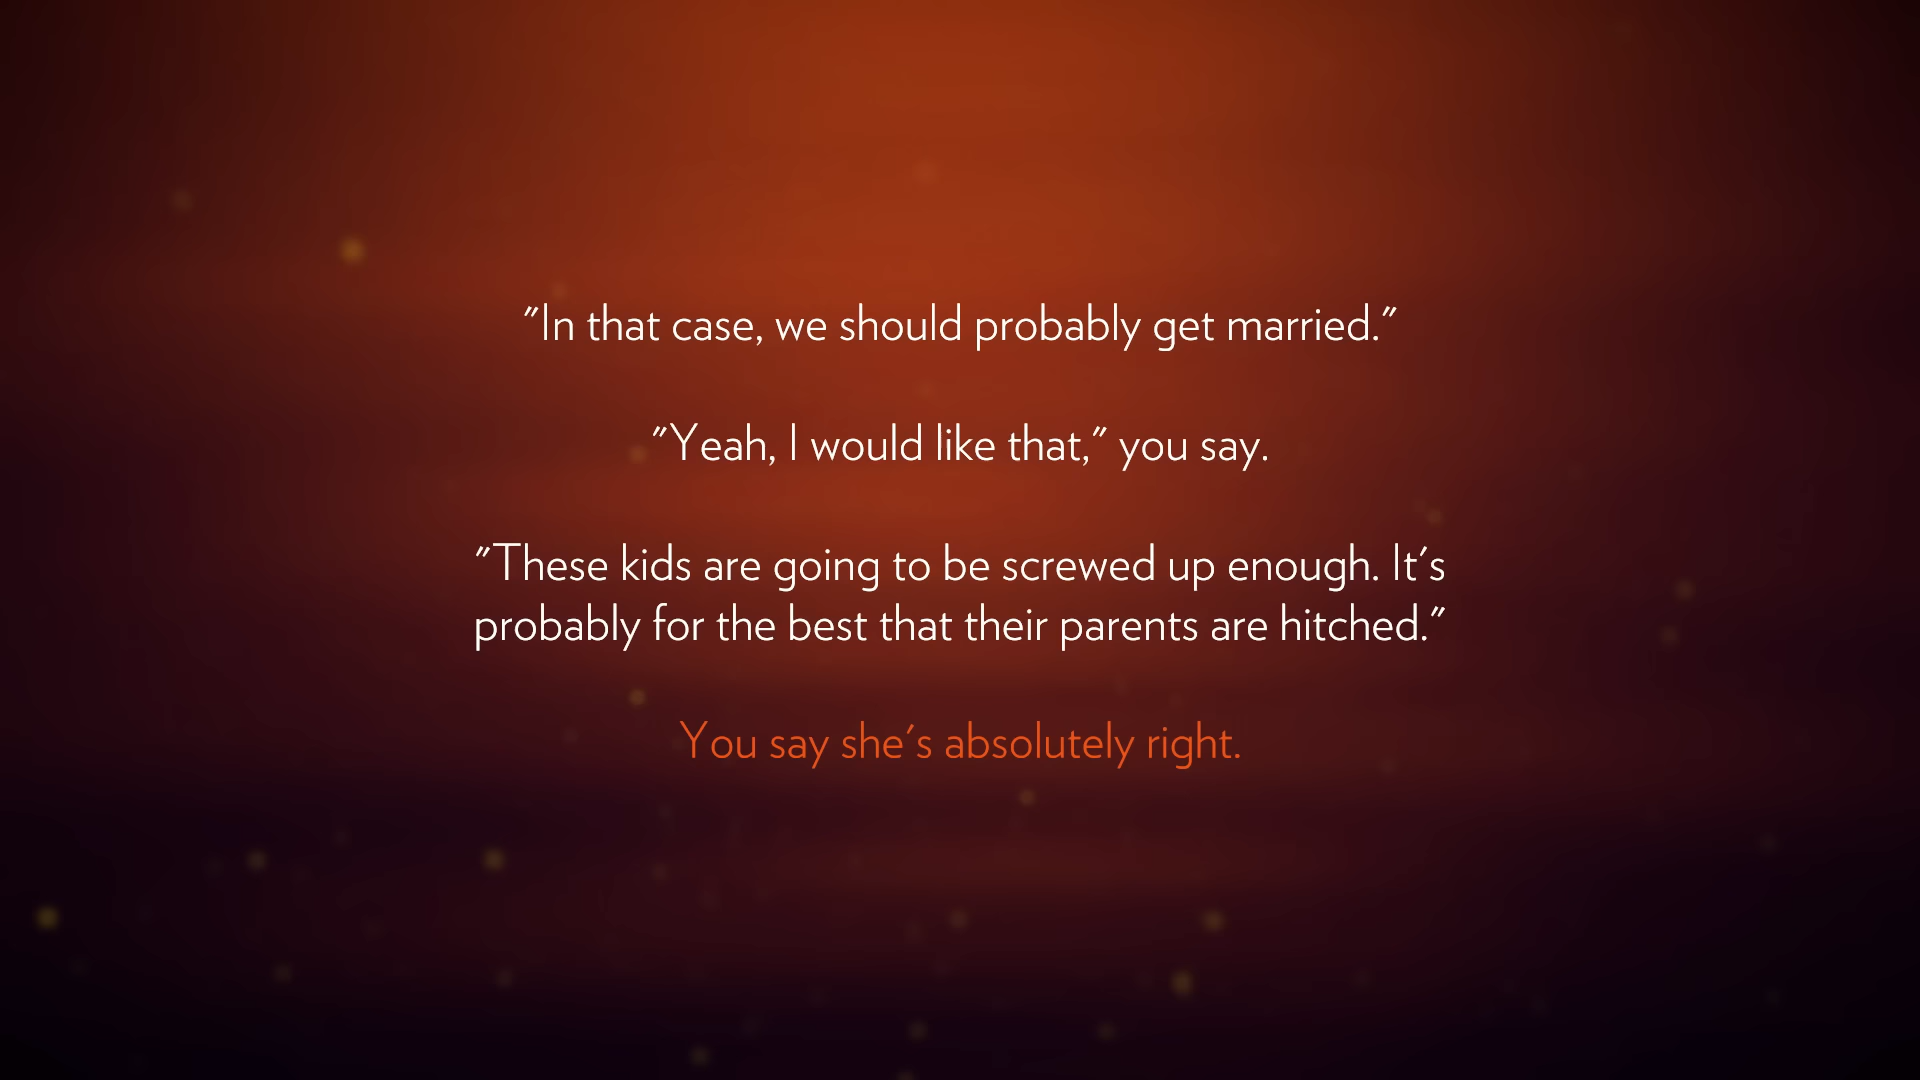 "In that case, we should probably get married."
"Yeah, I would like that," you say.
"These kids are going to be screwed up enough. It's
probably for the best that their parents are hitched."
You say she's absolutely right.